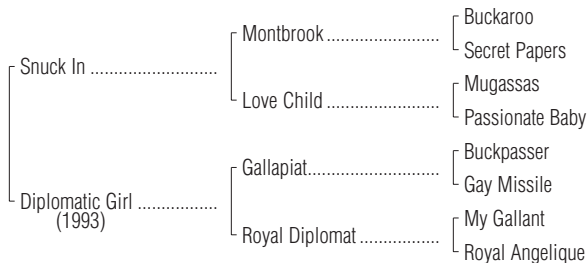 Buckaroo
Montbrook ........................
Secret Papers
Snuck In ...........................
Mugassas
Love Child ........................
Passionate Baby
Buckpasser
Gallapiat............................
Gay Missile
Diplomatic Girl .................
(1993)
My Gallant
Royal Diplomat .................
Royal Angelique